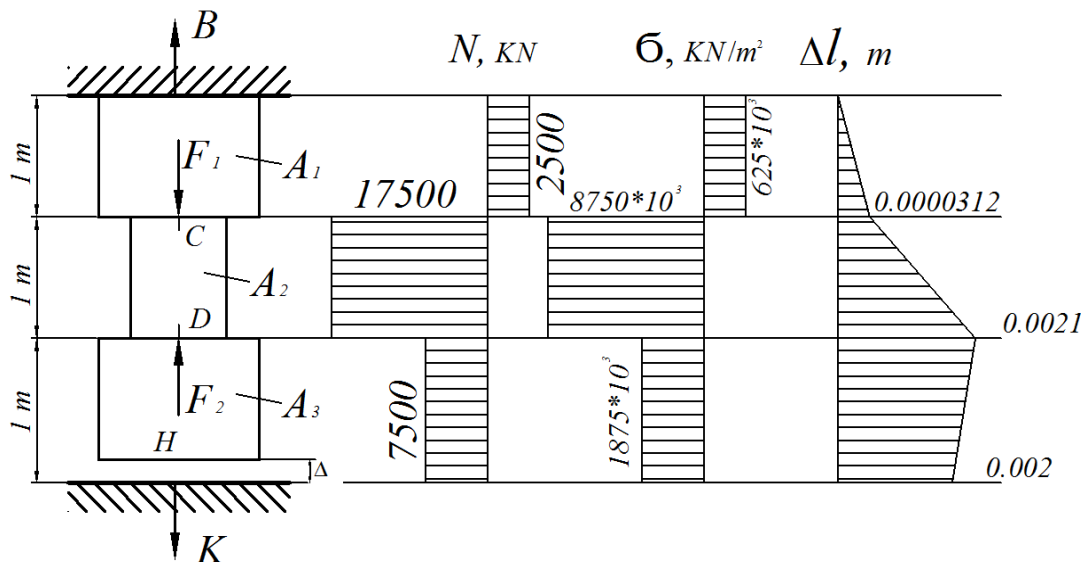 B
N, KN
б, KN/m²
Δl, m
1 m
F₁
A₁
2500
625*10³
17500
8750*10³
0.0000312
C
1 m
A₂
D
0.0021
1 m
F₂
A₃
7500
1875*10³
H
Δ
0.002
K